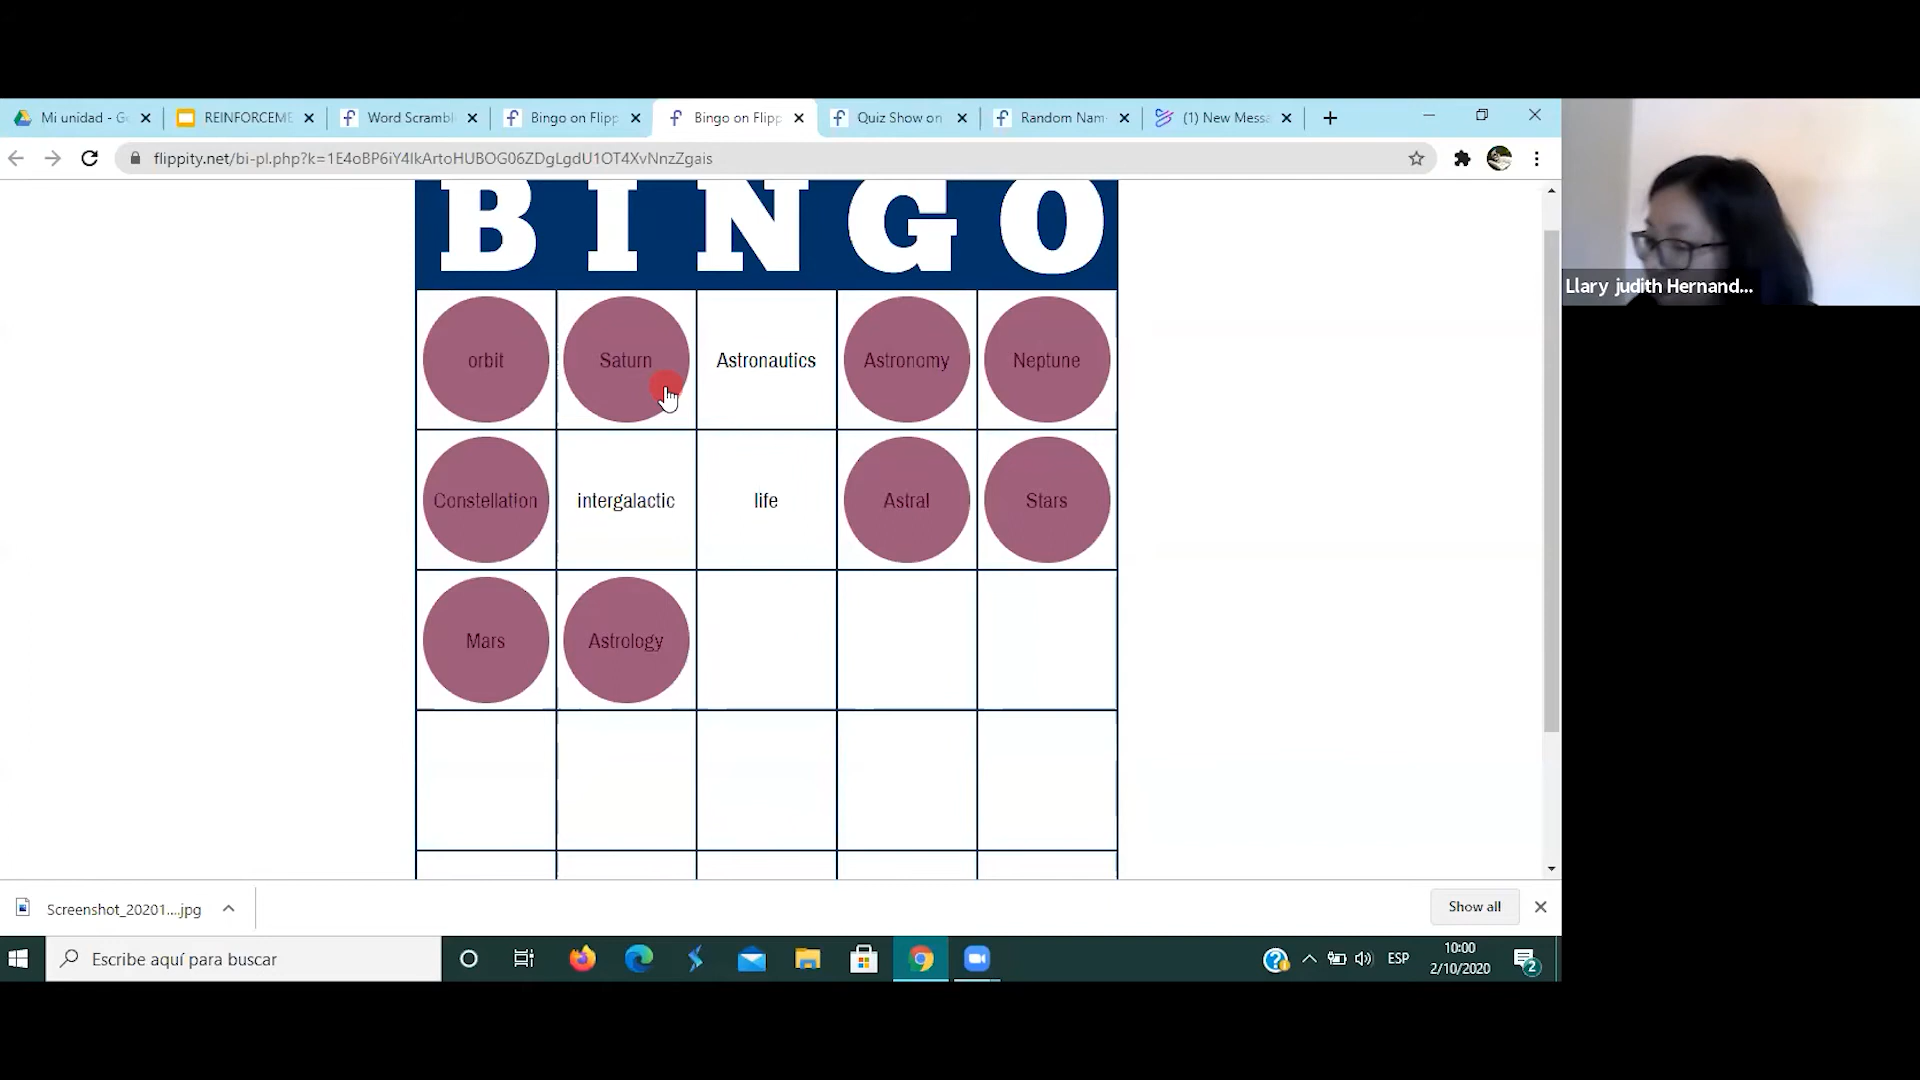 Mi unidad - G
REINFORCEME
Word Scrambl
Bingo on Flipp
Bingo on Flipp
Quiz Show on
Random Nam
(1) New Messa
flippity.net/bi-pl.php?k=1E4oBP6iY4IkArtoHUBOG06ZDgLgdU1OT4XvNnzZgais
BINGO
orbit Saturn Astronautics Astronomy Neptune
Constellation intergalactic life Astral Stars
Mars Astrology
Llary judith Hernand...
Screenshot_20201....jpg
Show all
Escribe aquí para buscar
ESP
10:00
2/10/2020
2